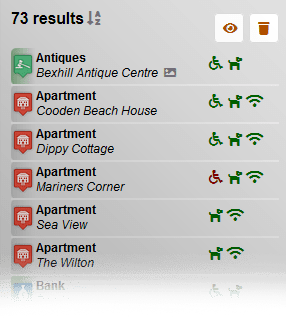 73 results
Antiques
Bexhill Antique Centre
Apartment
Cooden Beach House
Apartment
Dippy Cottage
Apartment
Mariners Corner
Apartment
Sea View
Apartment
The Wilton
Bank